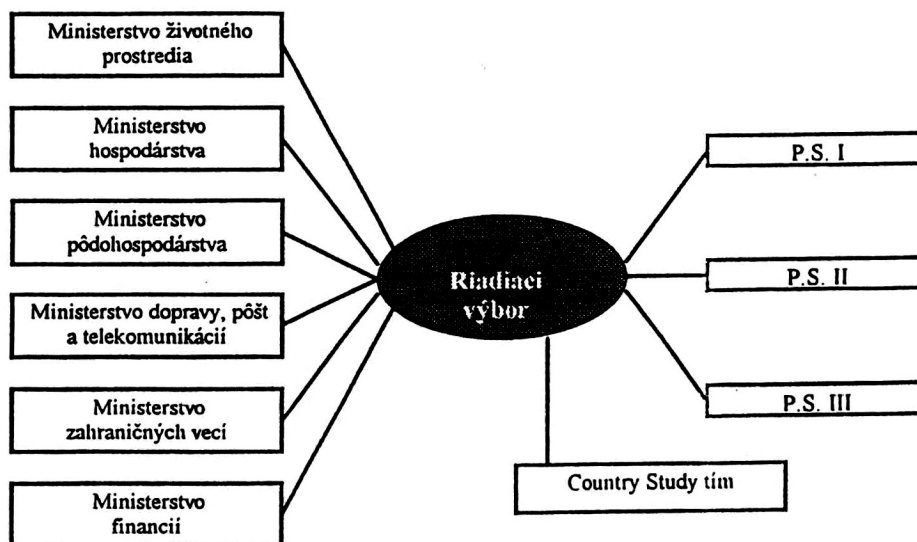 Ministerstvo životného
prostredia
Ministerstvo
hospodárstva
Ministerstvo
pôdohospodárstva
Ministerstvo dopravy, pôšt
a telekomunikácií
Ministerstvo
zahraničných vecí
Ministerstvo
financií
Riadiaci
výbor
P.S. I
P.S. II
P.S. III
Country Study tím